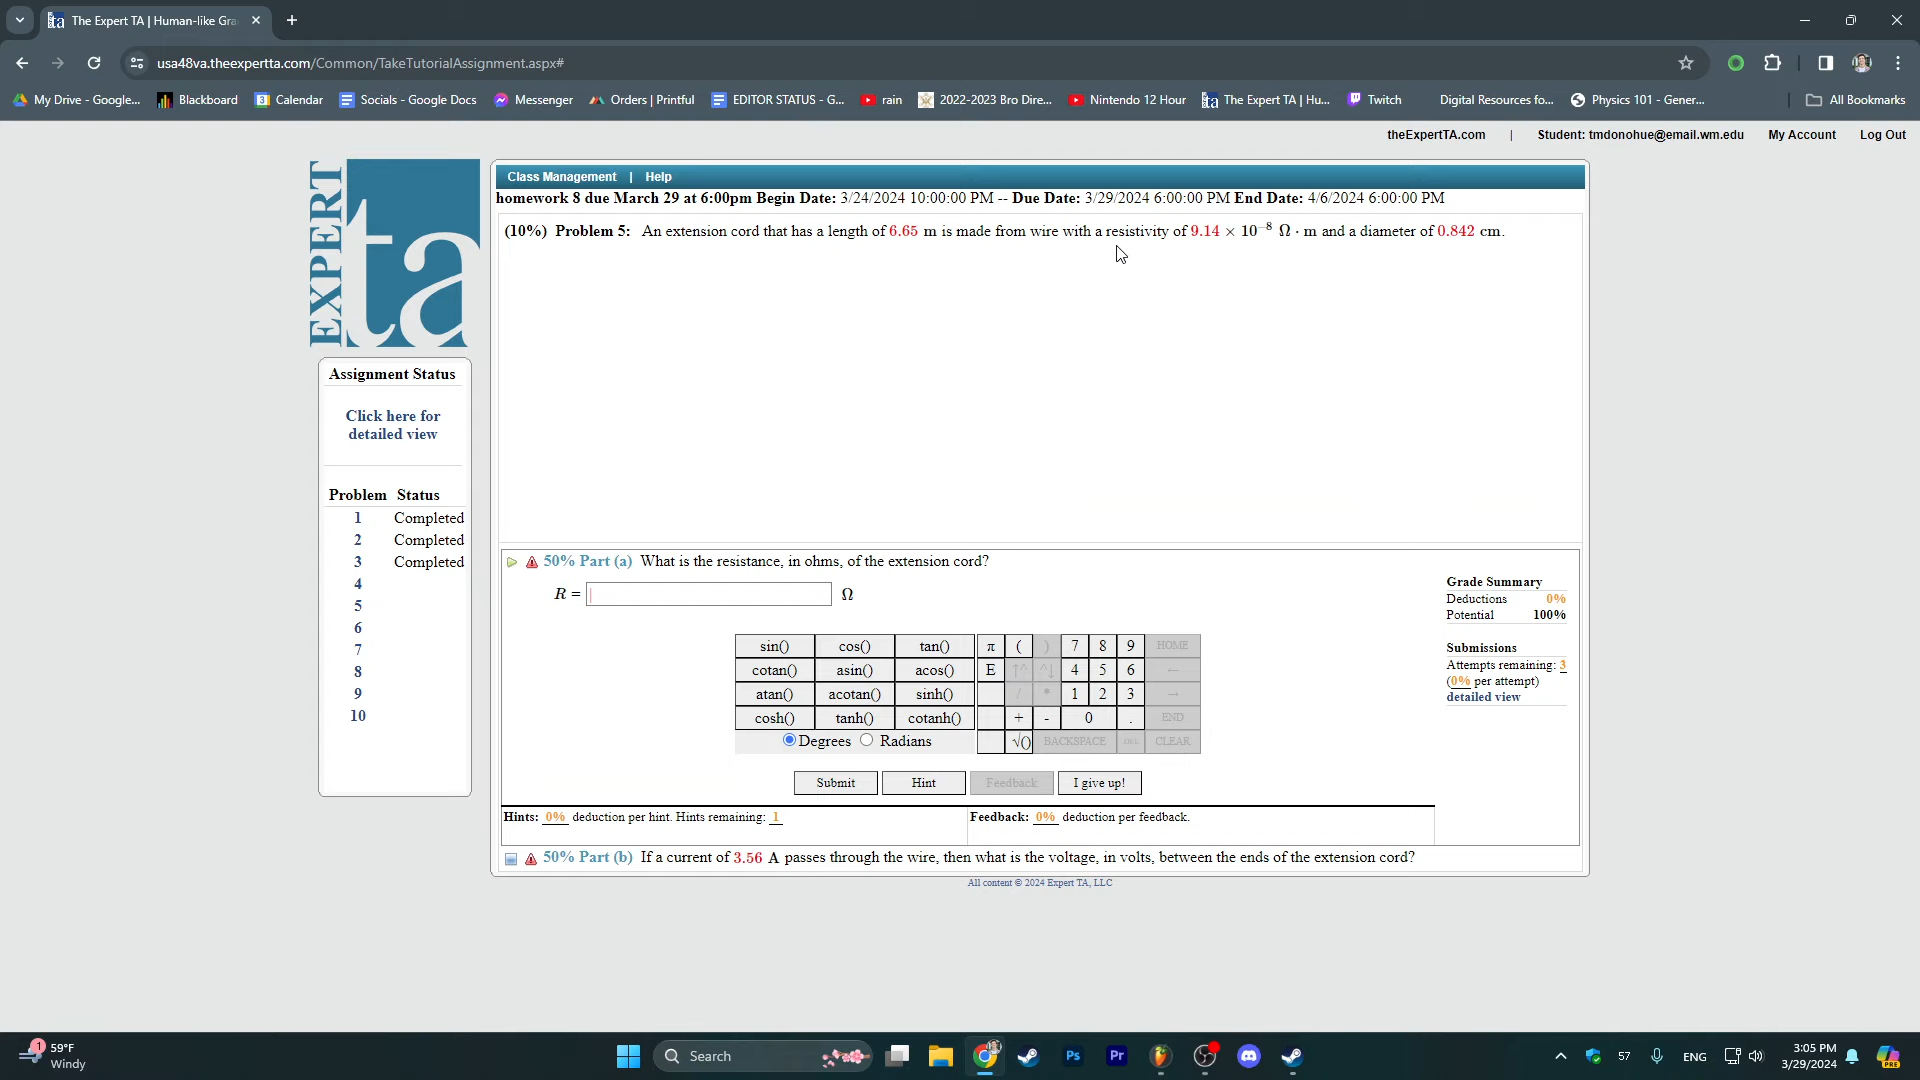 The Expert TA | Human-like Gra
usa48va.theexpertta.com/Common/TakeTutorialAssignment.aspx#
My Drive - Google... Blackboard Calendar Socials - Google Docs Messenger Orders | Printful EDITOR STATUS - G... rain 2022-2023 Bro Dire... Nintendo 12 Hour The Expert TA | Hu... Twitch Digital Resources fo... Physics 101 - Gener... All Bookmarks
theExpertTA.com | Student: tmdonohue@email.wm.edu My Account Log Out
EXPERT ta
Class Management | Help
homework 8 due March 29 at 6:00pm Begin Date: 3/24/2024 10:00:00 PM -- Due Date: 3/29/2024 6:00:00 PM End Date: 4/6/2024 6:00:00 PM
(10%) Problem 5: An extension cord that has a length of 6.65 m is made from wire with a resistivity of 9.14 × 10⁻⁸ Ω · m and a diameter of 0.842 cm.
Assignment Status
Click here for
detailed view
Problem Status
1 Completed
2 Completed
3 Completed
4
5
6
7
8
9
10
50% Part (a) What is the resistance, in ohms, of the extension cord?
R = Ω
sin() cos() tan() π ( ) 7 8 9 HOME
cotan() asin() acos() E ↑^ ^↓ 4 5 6 ←
atan() acotan() sinh() / * 1 2 3 →
cosh() tanh() cotanh() + - 0 . END
Degrees Radians √() BACKSPACE DEL CLEAR
Submit Hint Feedback I give up!
Hints: 0% deduction per hint. Hints remaining: 1
Feedback: 0% deduction per feedback.
Grade Summary
Deductions 0%
Potential 100%
Submissions
Attempts remaining: 3
(0% per attempt)
detailed view
50% Part (b) If a current of 3.56 A passes through the wire, then what is the voltage, in volts, between the ends of the extension cord?
All content © 2024 Expert TA, LLC
1
59°F
Windy
Search
Ps
Pr
57
ENG
3:05 PM
3/29/2024
PRE